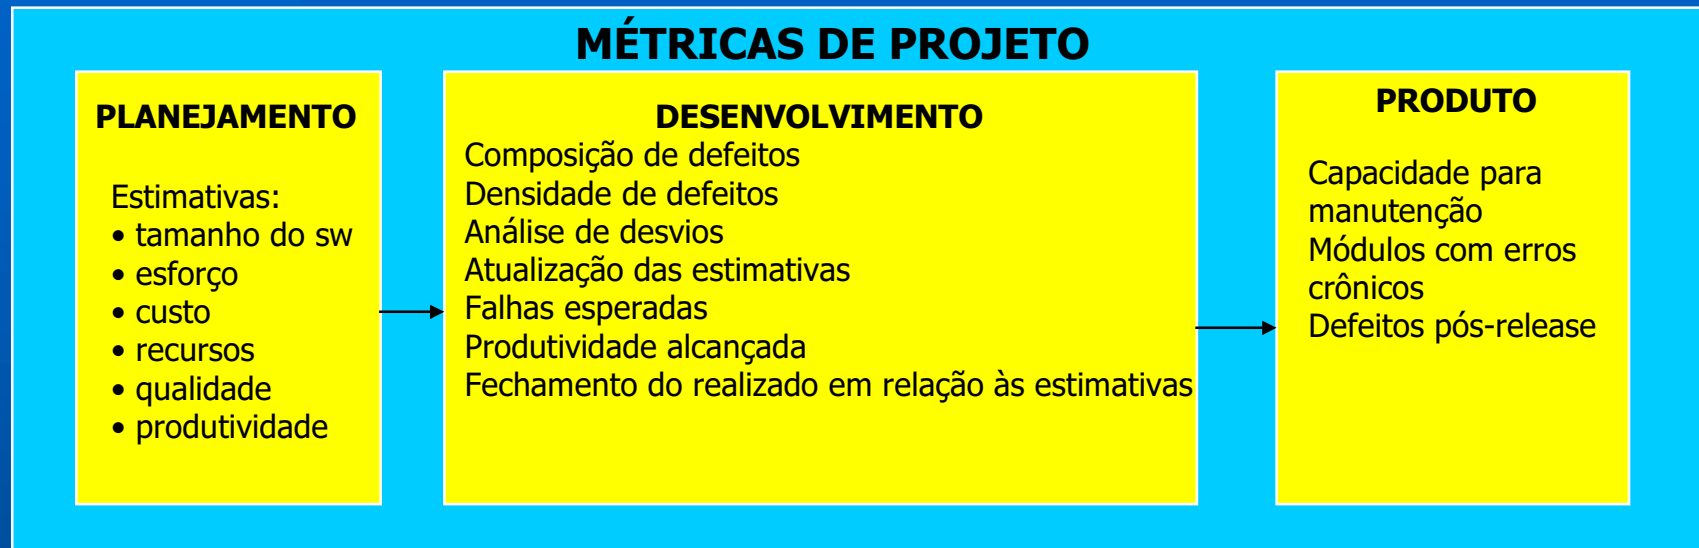 MÉTRICAS DE PROJETO
PLANEJAMENTO
Estimativas:
• tamanho do sw
• esforço
• custo
• recursos
• qualidade
• produtividade
DESENVOLVIMENTO
Composição de defeitos
Densidade de defeitos
Análise de desvios
Atualização das estimativas
Falhas esperadas
Produtividade alcançada
Fechamento do realizado em relação às estimativas
PRODUTO
Capacidade para
manutenção
Módulos com erros
crônicos
Defeitos pós-release